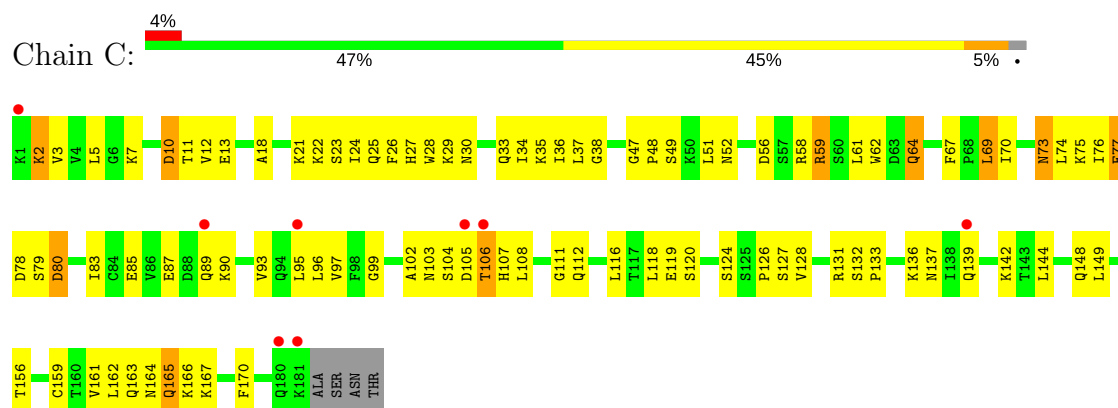 4%
Chain C:
47% 45% 5% •
K1 K2 V3 V4 L5 G6 K7 D10 T11 V12 E13 A18 K21 K22 S23 I24 Q25 F26 H27 W28 K29 N30 Q33 I34 K35 I36 L37 G38 G47 P48 S49 K50 L51 N52 D56 S57 R58 R59 S60 L61 W62 D63 Q64 F67 P68 L69 I70 N73 L74 K75 I76 E77
D78 S79 D80 I83 C84 E85 V86 E87 D88 Q89 K90 V93 Q94 L95 L96 V97 F98 G99 A102 N103 S104 D105 T106 H107 L108 G111 Q112 L116 T117 L118 E119 S120 S124 S125 P126 S127 V128 R131 S132 P133 K136 N137 I138 Q139 K142 T143 L144 Q148 L149
T156 C159 T160 V161 L162 Q163 N164 Q165 K166 K167 F170 Q180 K181 ALA SER ASN THR